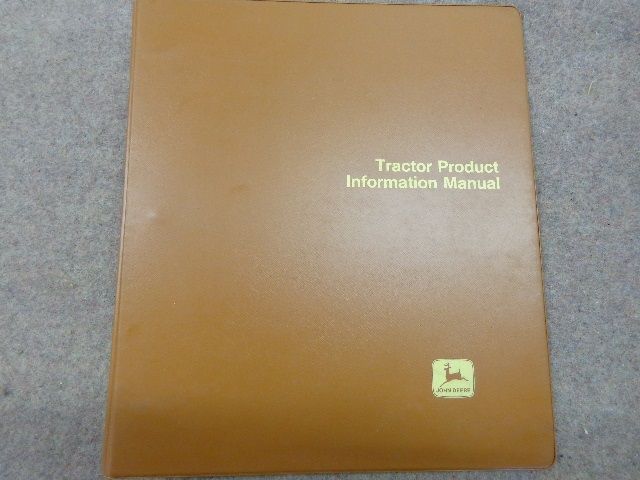 Tractor Product
Information Manual
JOHN DEERE